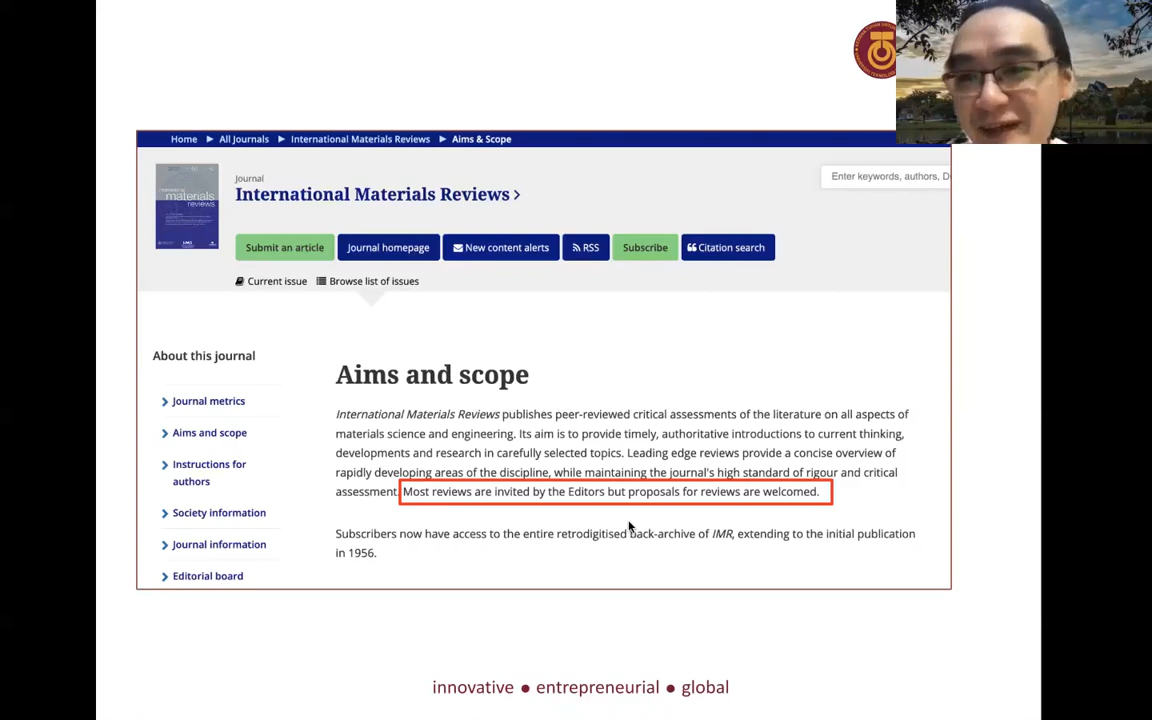 Home ▶ All Journals ▶ International Materials Reviews ▶ Aims & Scope
Journal
International Materials Reviews >
Enter keywords, authors, D
materials
reviews
Submit an article
Journal homepage
New content alerts
RSS
Subscribe
Citation search
Current issue
Browse list of issues
About this journal
Journal metrics
Aims and scope
Instructions for
authors
Society information
Journal information
Editorial board
Aims and scope
International Materials Reviews publishes peer-reviewed critical assessments of the literature on all aspects of
materials science and engineering. Its aim is to provide timely, authoritative introductions to current thinking,
developments and research in carefully selected topics. Leading edge reviews provide a concise overview of
rapidly developing areas of the discipline, while maintaining the journal's high standard of rigour and critical
assessment. Most reviews are invited by the Editors but proposals for reviews are welcomed.
Subscribers now have access to the entire retrodigitised back-archive of IMR, extending to the initial publication
in 1956.
innovative ● entrepreneurial ● global